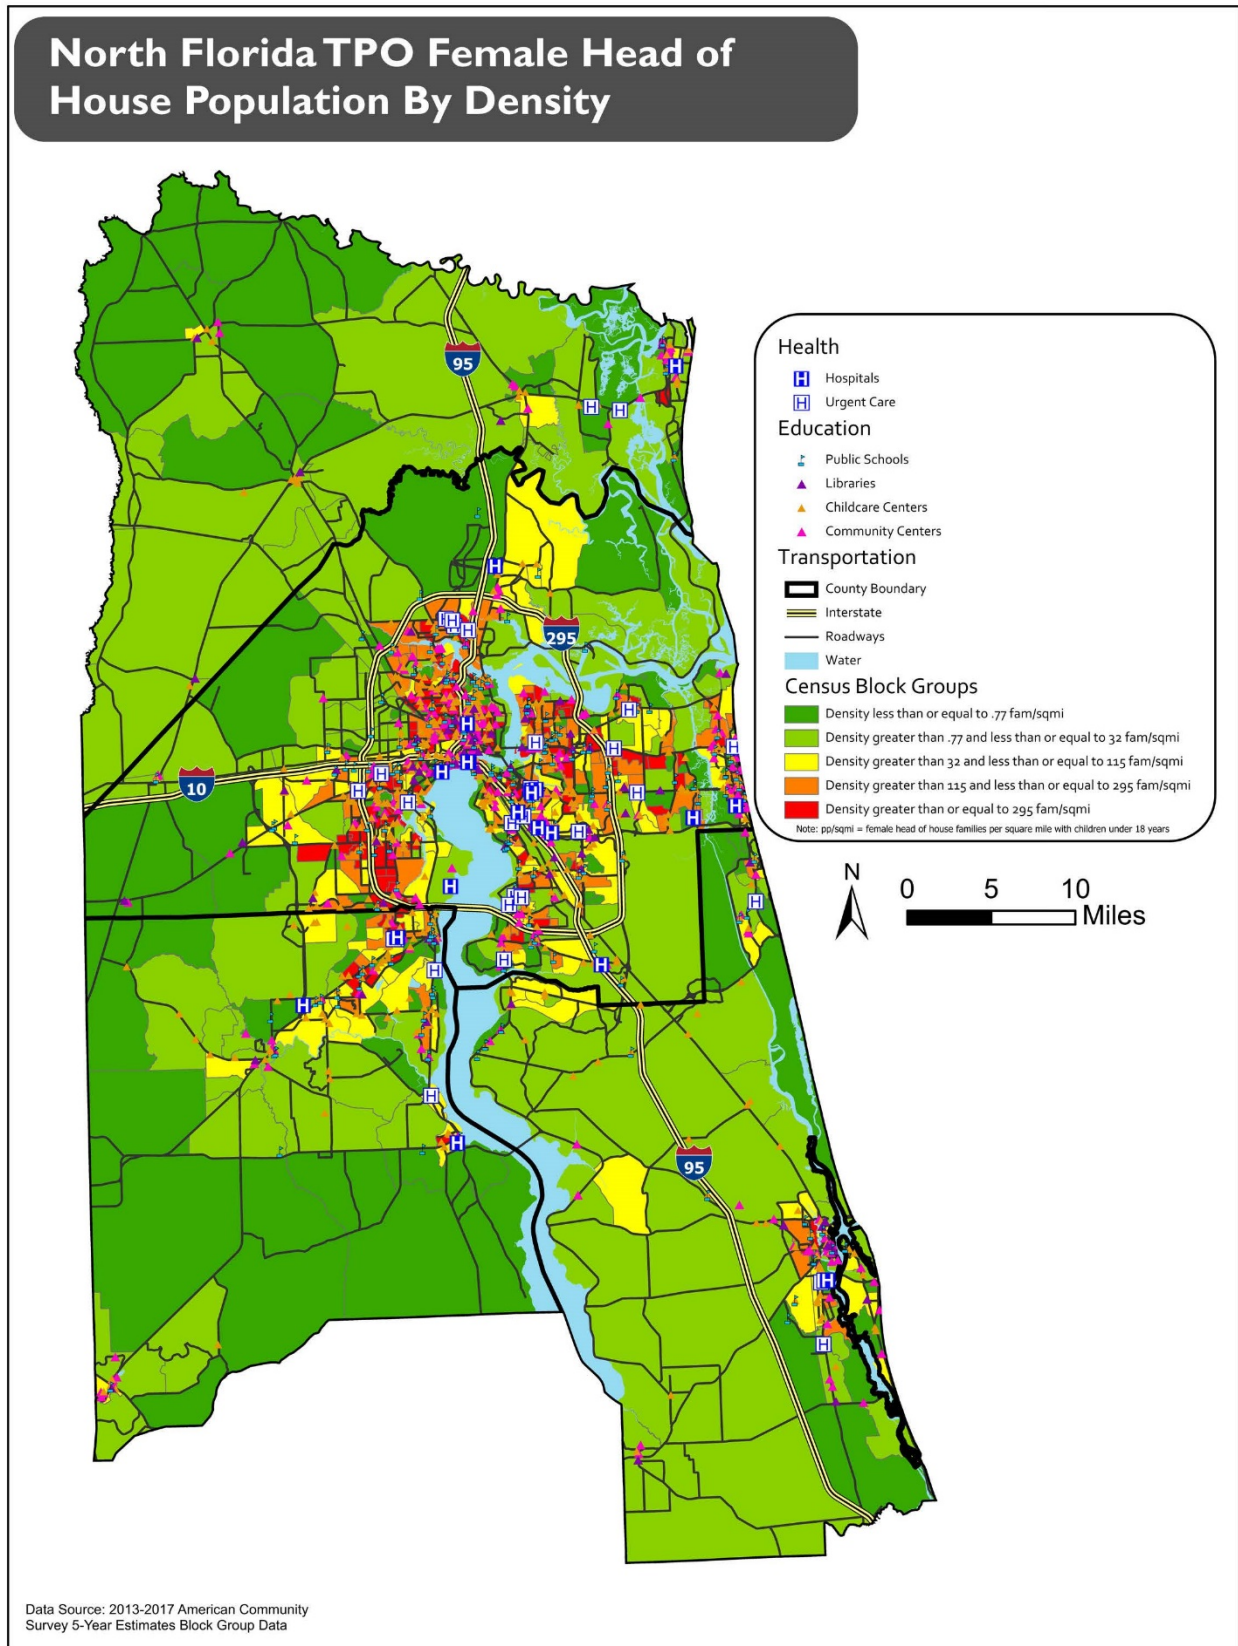 North Florida TPO Female Head of
House Population By Density
95
295
10
95
Health
H Hospitals
H Urgent Care
Education
Public Schools
Libraries
Childcare Centers
Community Centers
Transportation
County Boundary
Interstate
Roadways
Water
Census Block Groups
Density less than or equal to .77 fam/sqmi
Density greater than .77 and less than or equal to 32 fam/sqmi
Density greater than 32 and less than or equal to 115 fam/sqmi
Density greater than 115 and less than or equal to 295 fam/sqmi
Density greater than or equal to 295 fam/sqmi
Note: pp/sqmi = female head of house families per square mile with children under 18 years
N
0 5 10
Miles
Data Source: 2013-2017 American Community
Survey 5-Year Estimates Block Group Data